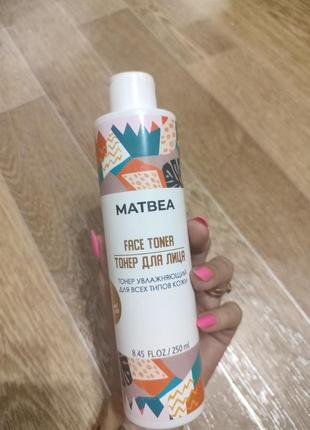 MATBEA
FACE TONER
ТОНЕР ДЛЯ ЛИЦА
ТОНЕР УВЛАЖНЯЮЩИЙ
ДЛЯ ВСЕХ ТИПОВ КОЖИ
8.45 FL.OZ./250 ml